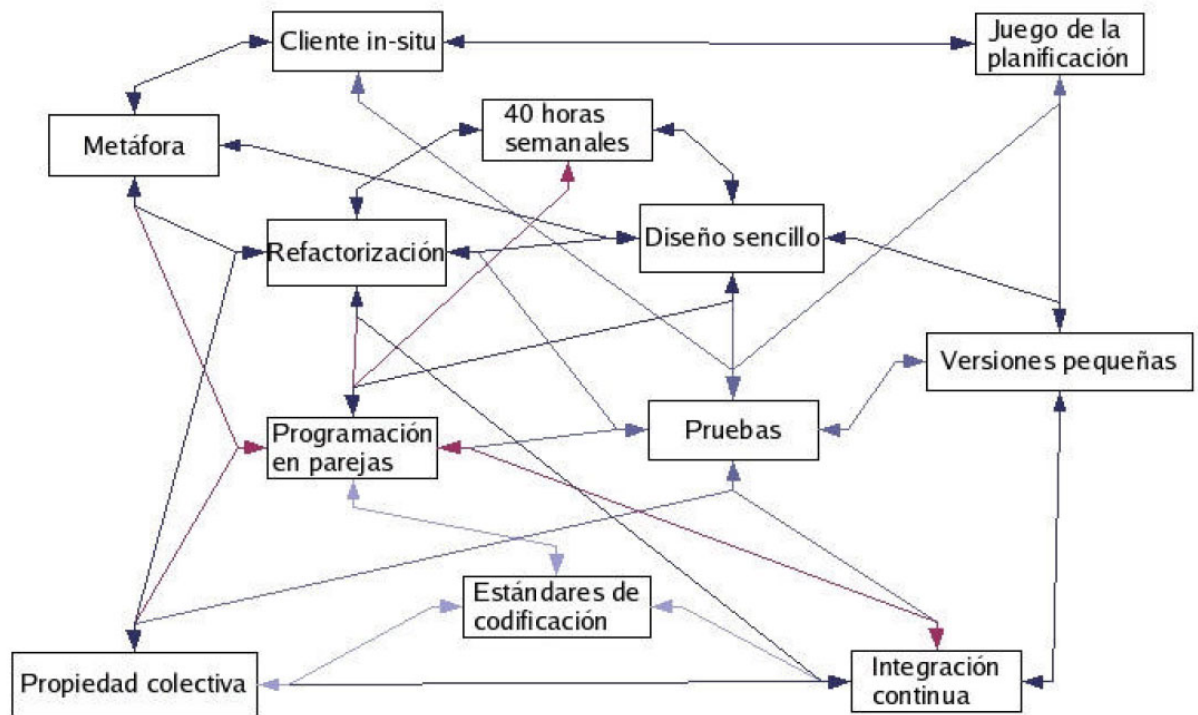 Cliente in-situ
Juego de la
planificación
40 horas
semanales
Metáfora
Refactorización
Diseño sencillo
Versiones pequeñas
Programación
en parejas
Pruebas
Estándares de
codificación
Propiedad colectiva
Integración
continua